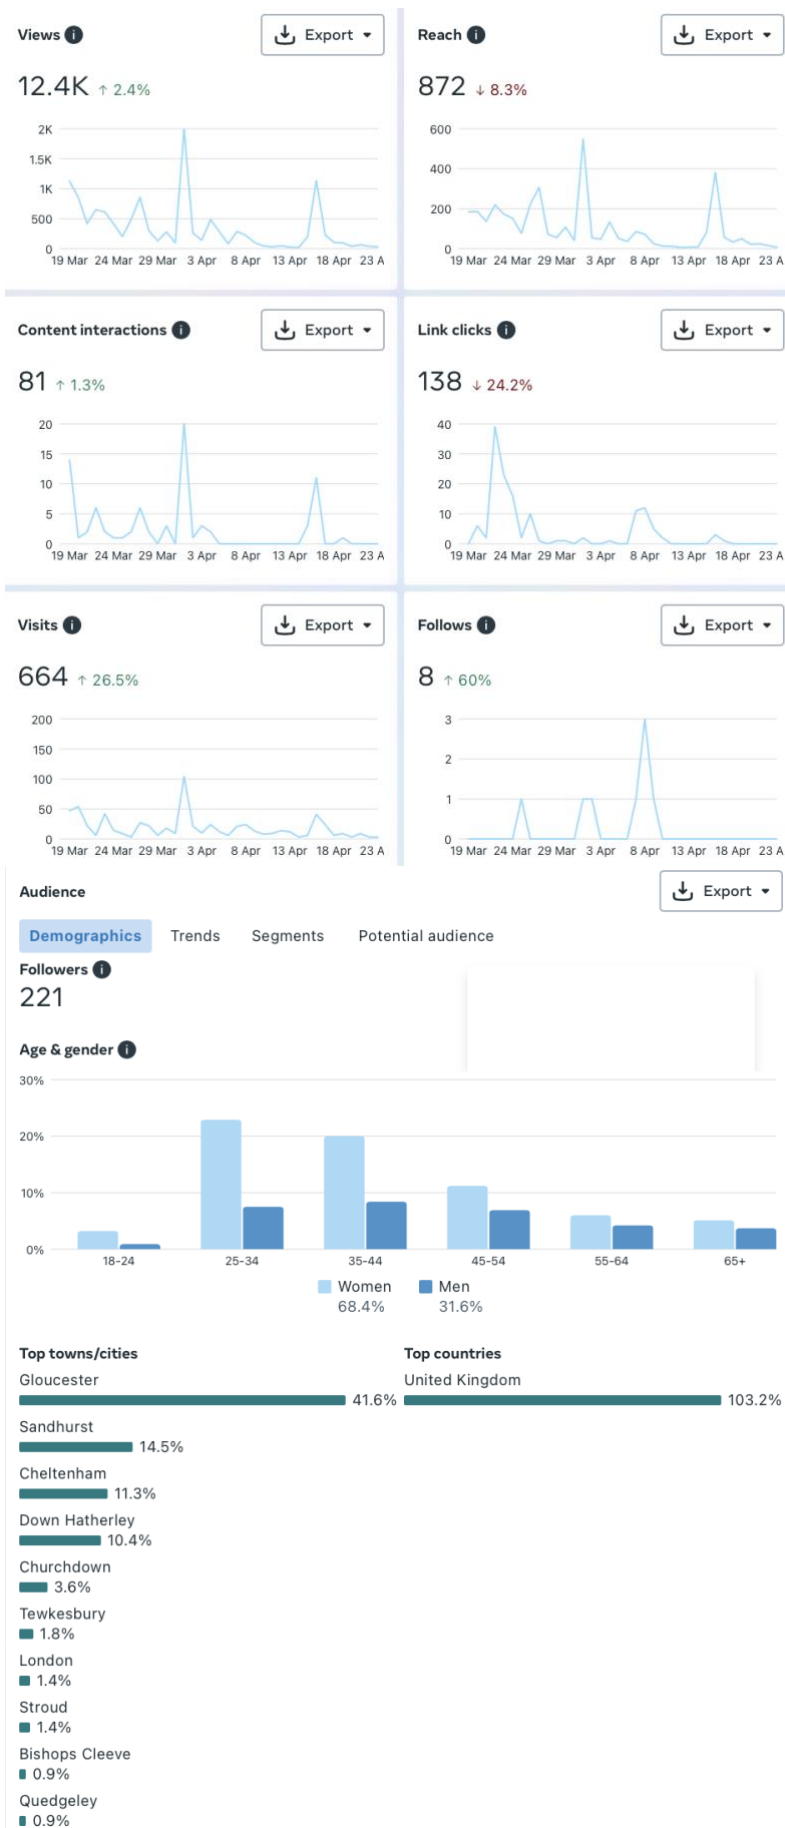 Views Export
12.4K ↑ 2.4%
2K
1.5K
1K
500
0
19 Mar 24 Mar 29 Mar 3 Apr 8 Apr 13 Apr 18 Apr 23 A
Reach Export
872 ↓ 8.3%
600
400
200
0
19 Mar 24 Mar 29 Mar 3 Apr 8 Apr 13 Apr 18 Apr 23 A
Content interactions Export
81 ↑ 1.3%
20
15
10
5
0
19 Mar 24 Mar 29 Mar 3 Apr 8 Apr 13 Apr 18 Apr 23 A
Link clicks Export
138 ↓ 24.2%
40
30
20
10
0
19 Mar 24 Mar 29 Mar 3 Apr 8 Apr 13 Apr 18 Apr 23 A
Visits Export
664 ↑ 26.5%
200
150
100
50
0
19 Mar 24 Mar 29 Mar 3 Apr 8 Apr 13 Apr 18 Apr 23 A
Follows Export
8 ↑ 60%
3
2
1
0
19 Mar 24 Mar 29 Mar 3 Apr 8 Apr 13 Apr 18 Apr 23 A
Audience Export
Demographics Trends Segments Potential audience
Followers
221
Age & gender
30%
20%
10%
0%
18-24 25-34 35-44 45-54 55-64 65+
Women Men
68.4% 31.6%
Top towns/cities
Gloucester
41.6%
Sandhurst
14.5%
Cheltenham
11.3%
Down Hatherley
10.4%
Churchdown
3.6%
Tewkesbury
1.8%
London
1.4%
Stroud
1.4%
Bishops Cleeve
0.9%
Quedgeley
0.9%
Top countries
United Kingdom
103.2%